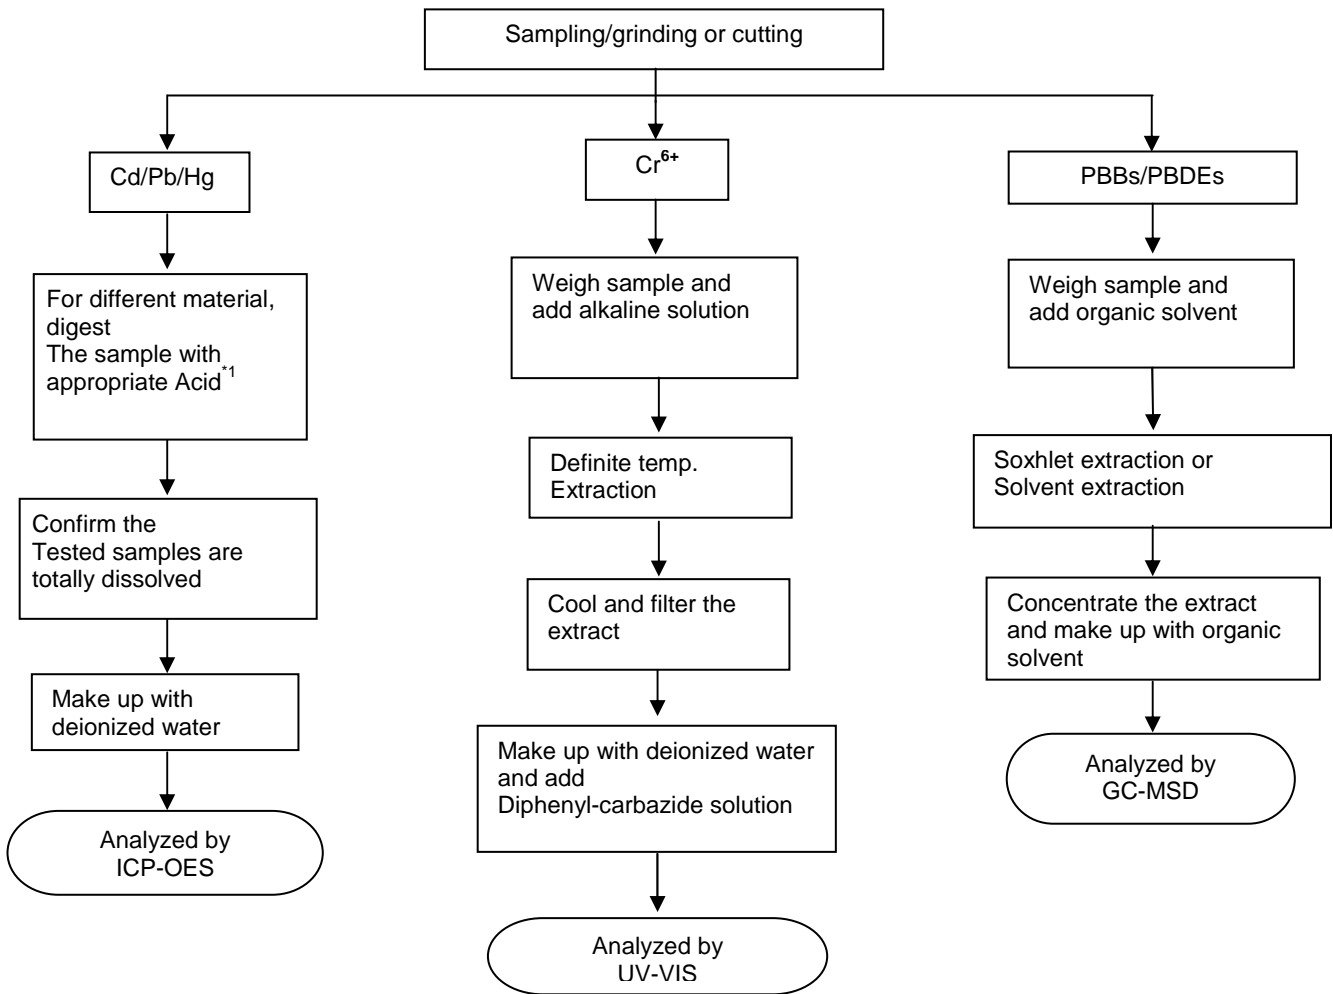 Sampling/grinding or cutting
Cd/Pb/Hg
For different material,
digest
The sample with
appropriate Acid*1
Confirm the
Tested samples are
totally dissolved
Make up with
deionized water
Analyzed by
ICP-OES
Cr6+
Weigh sample and
add alkaline solution
Definite temp.
Extraction
Cool and filter the
extract
Make up with deionized water
and add
Diphenyl-carbazide solution
Analyzed by
UV-VIS
PBBs/PBDEs
Weigh sample and
add organic solvent
Soxhlet extraction or
Solvent extraction
Concentrate the extract
and make up with organic
solvent
Analyzed by
GC-MSD